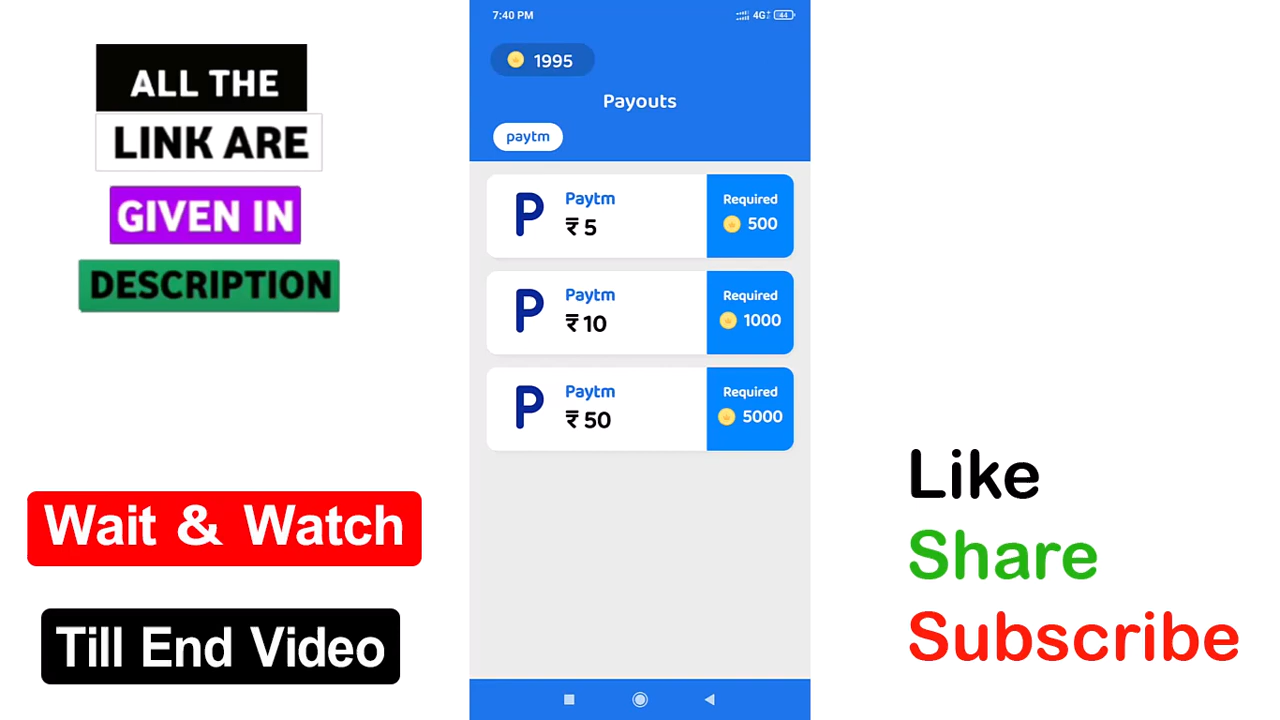 ALL THE
LINK ARE
GIVEN IN
DESCRIPTION
Wait & Watch
Till End Video
7:40 PM
4G
44
1995
Payouts
paytm
P
Paytm
₹ 5
Required
500
P
Paytm
₹ 10
Required
1000
P
Paytm
₹ 50
Required
5000
Like
Share
Subscribe